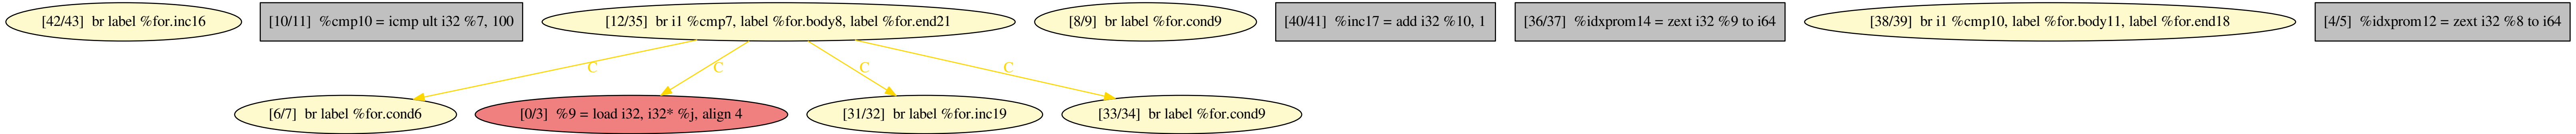 [42/43] br label %for.inc16
[10/11] %cmp10 = icmp ult i32 %7, 100
[12/35] br i1 %cmp7, label %for.body8, label %for.end21
[8/9] br label %for.cond9
[40/41] %inc17 = add i32 %10, 1
[36/37] %idxprom14 = zext i32 %9 to i64
[38/39] br i1 %cmp10, label %for.body11, label %for.end18
[4/5] %idxprom12 = zext i32 %8 to i64
C
C
C
C
[6/7] br label %for.cond6
[0/3] %9 = load i32, i32* %j, align 4
[31/32] br label %for.inc19
[33/34] br label %for.cond9